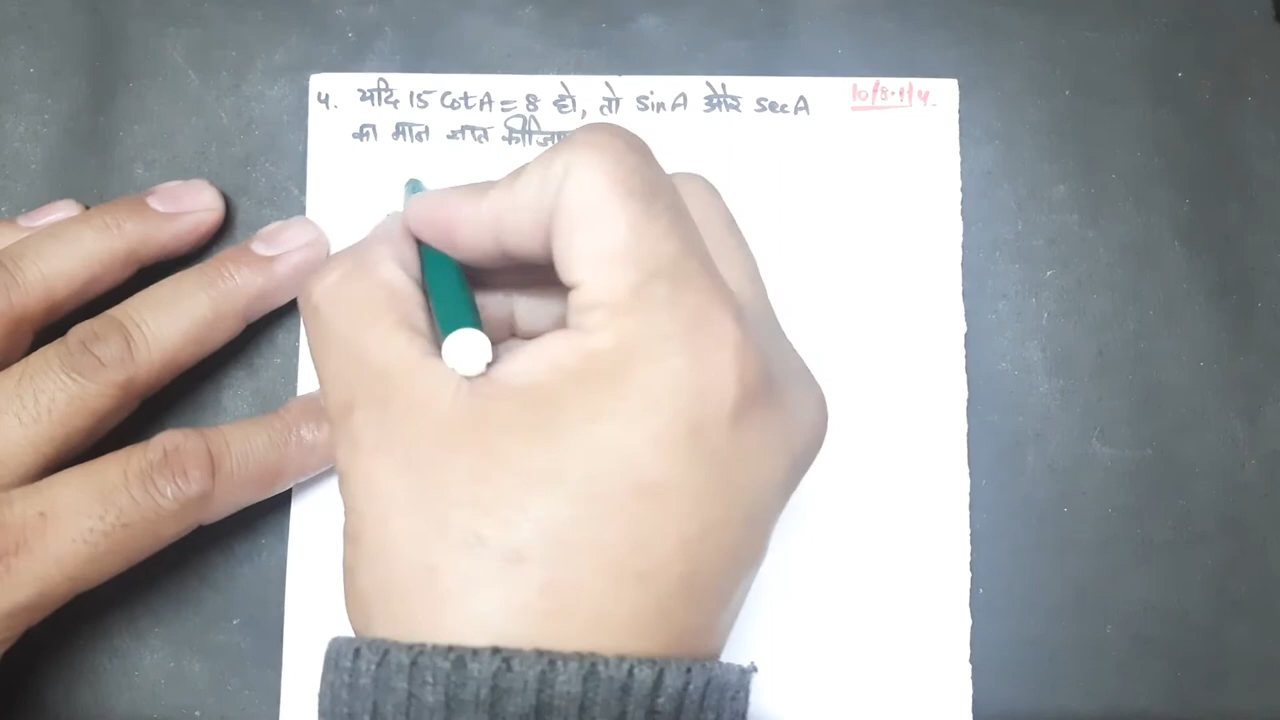 4. यदि 15 Cot A = 8 हो, तो sin A और sec A
का मान ज्ञात
10/8.1/4.